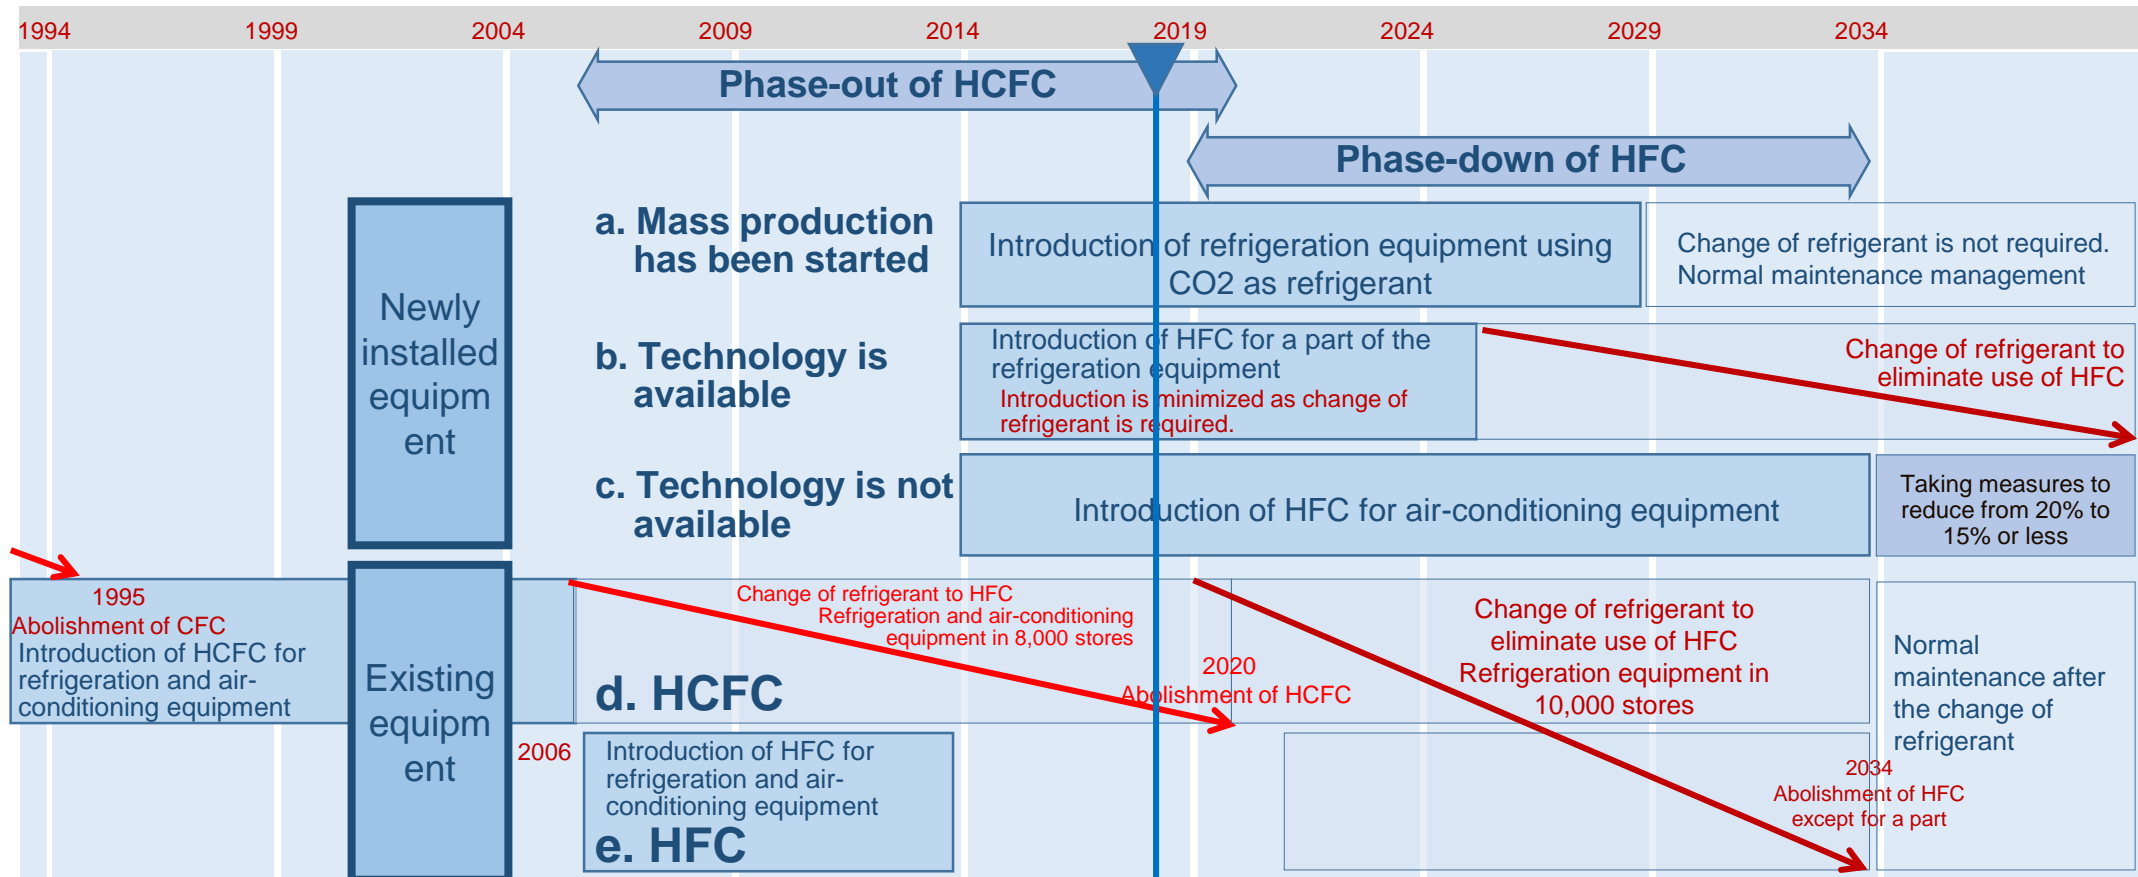 1994 1999 2004 2009 2014 2019 2024 2029 2034
Phase-out of HCFC
Phase-down of HFC
Newly
installed
equipm
ent
a. Mass production
has been started
Introduction of refrigeration equipment using
CO2 as refrigerant
Change of refrigerant is not required.
Normal maintenance management
b. Technology is
available
Introduction of HFC for a part of the
refrigeration equipment
Introduction is minimized as change of
refrigerant is required.
Change of refrigerant to
eliminate use of HFC
c. Technology is not
available
Introduction of HFC for air-conditioning equipment
Taking measures to
reduce from 20% to
15% or less
1995
Abolishment of CFC
Introduction of HCFC for
refrigeration and air-
conditioning equipment
Existing
equipm
ent
Change of refrigerant to HFC
Refrigeration and air-conditioning
equipment in 8,000 stores
d. HCFC
2020
Abolishment of HCFC
Change of refrigerant to
eliminate use of HFC
Refrigeration equipment in
10,000 stores
Normal
maintenance after
the change of
refrigerant
2006
Introduction of HFC for
refrigeration and air-
conditioning equipment
e. HFC
2034
Abolishment of HFC
except for a part